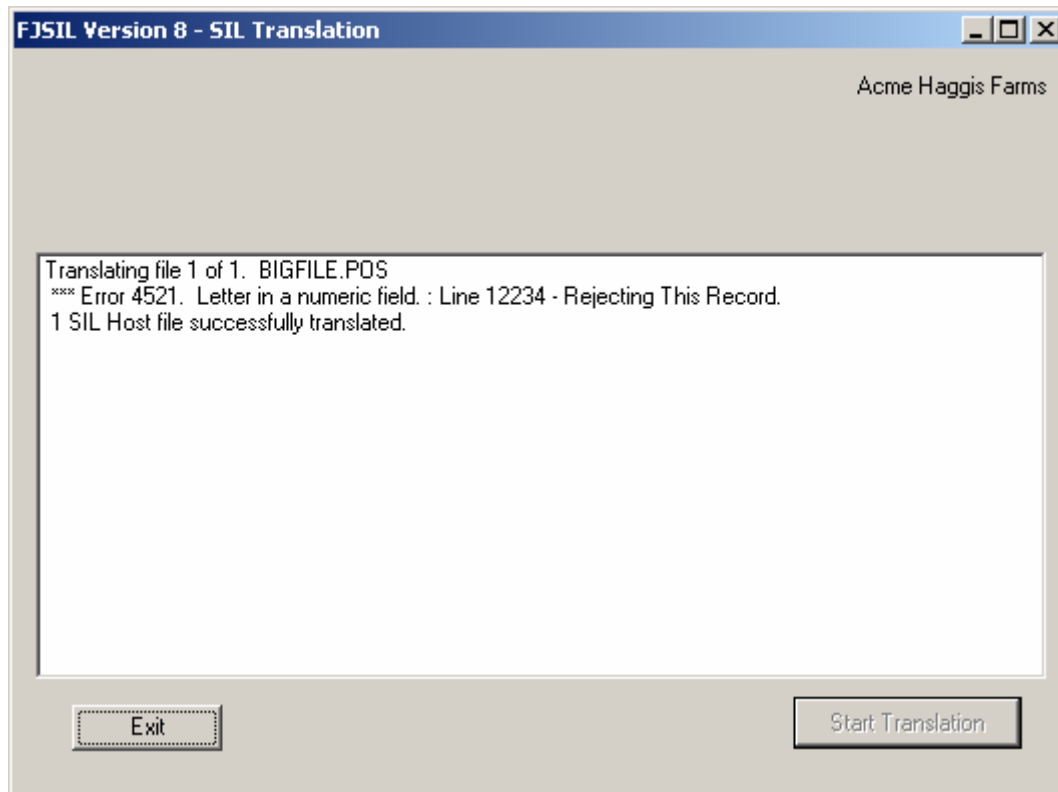 FJSIL Version 8 - SIL Translation
Acme Haggis Farms
Translating file 1 of 1.  BIGFILE.POS
*** Error 4521.  Letter in a numeric field. : Line 12234 - Rejecting This Record.
1 SIL Host file successfully translated.
Exit
Start Translation